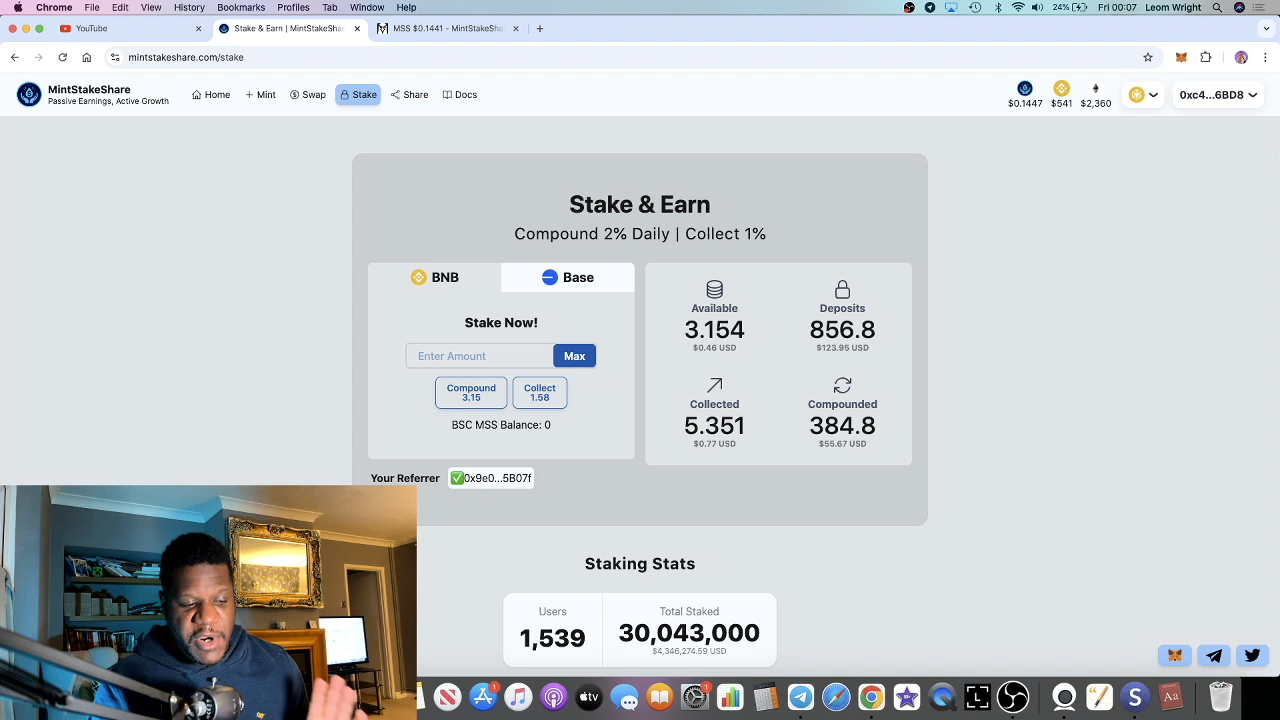 Chrome File Edit View History Bookmarks Profiles Tab Window Help 24% Fri 00:07 Leom Wright
YouTube Stake & Earn | MintStakeShar MSS $0.1441 - MintStakeSha
mintstakeshare.com/stake
MintStakeShare
Passive Earnings, Active Growth
Home Mint Swap Stake Share Docs
$0.1447 $541 $2,360
0xc4...6BD8
Stake & Earn
Compound 2% Daily | Collect 1%
BNB Base
Stake Now!
Enter Amount Max
Compound
3.15
Collect
1.58
BSC MSS Balance: 0
Your Referrer 0x9e0...5B07f
Available
3.154
$0.46 USD
Deposits
856.8
$123.95 USD
Collected
5.351
$0.77 USD
Compounded
384.8
$55.67 USD
Staking Stats
Users
1,539
Total Staked
30,043,000
$4,346,274.59 USD
1 tv 1 S Aa